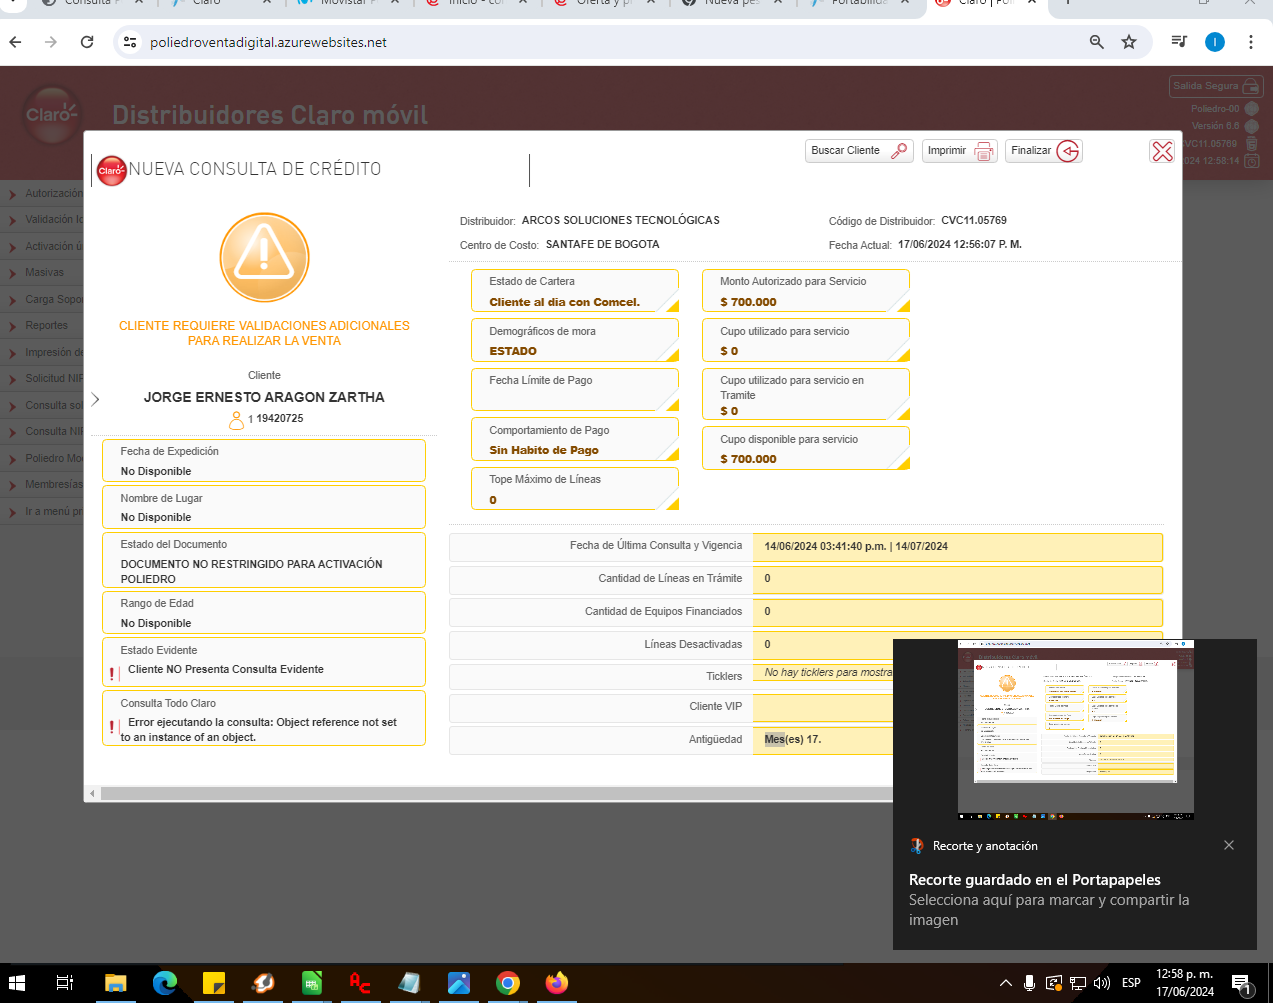 Consulta
Claro
Movistar
Inicio - co
Oferta y p
Nueva pes
Portabilida
Claro | Po
poliedroventadigital.azurewebsites.net
Claro
Distribuidores Claro móvil
Salida Segura
Poliedro-00
Versión 6.6
VC11.05769
2024 12:58:14
Autorización
Validación Id
Activación ú
Masivas
Carga Sopor
Reportes
Impresión de
Solicitud NIP
Consulta sol
Consulta NIP
Poliedro Mo
Membresías
Ir a menú pr
Claro
NUEVA CONSULTA DE CRÉDITO
Buscar Cliente
Imprimir
Finalizar
CLIENTE REQUIERE VALIDACIONES ADICIONALES
PARA REALIZAR LA VENTA
Cliente
JORGE ERNESTO ARAGON ZARTHA
1 19420725
Fecha de Expedición
No Disponible
Nombre de Lugar
No Disponible
Estado del Documento
DOCUMENTO NO RESTRINGIDO PARA ACTIVACIÓN
POLIEDRO
Rango de Edad
No Disponible
Estado Evidente
Cliente NO Presenta Consulta Evidente
Consulta Todo Claro
Error ejecutando la consulta: Object reference not set
to an instance of an object.
Distribuidor: ARCOS SOLUCIONES TECNOLÓGICAS
Código de Distribuidor: CVC11.05769
Centro de Costo: SANTAFE DE BOGOTA
Fecha Actual: 17/06/2024 12:56:07 P. M.
Estado de Cartera
Cliente al dia con Comcel.
Demográficos de mora
ESTADO
Fecha Límite de Pago
Comportamiento de Pago
Sin Habito de Pago
Tope Máximo de Líneas
0
Monto Autorizado para Servicio
$ 700.000
Cupo utilizado para servicio
$ 0
Cupo utilizado para servicio en
Tramite
$ 0
Cupo disponible para servicio
$ 700.000
Fecha de Última Consulta y Vigencia 14/06/2024 03:41:40 p.m. | 14/07/2024
Cantidad de Líneas en Trámite 0
Cantidad de Equipos Financiados 0
Líneas Desactivadas 0
Ticklers No hay ticklers para mostra
Cliente VIP
Antigüedad Mes(es) 17.
Recorte y anotación
Recorte guardado en el Portapapeles
Selecciona aquí para marcar y compartir la
imagen
ESP
12:58 p. m.
17/06/2024
1